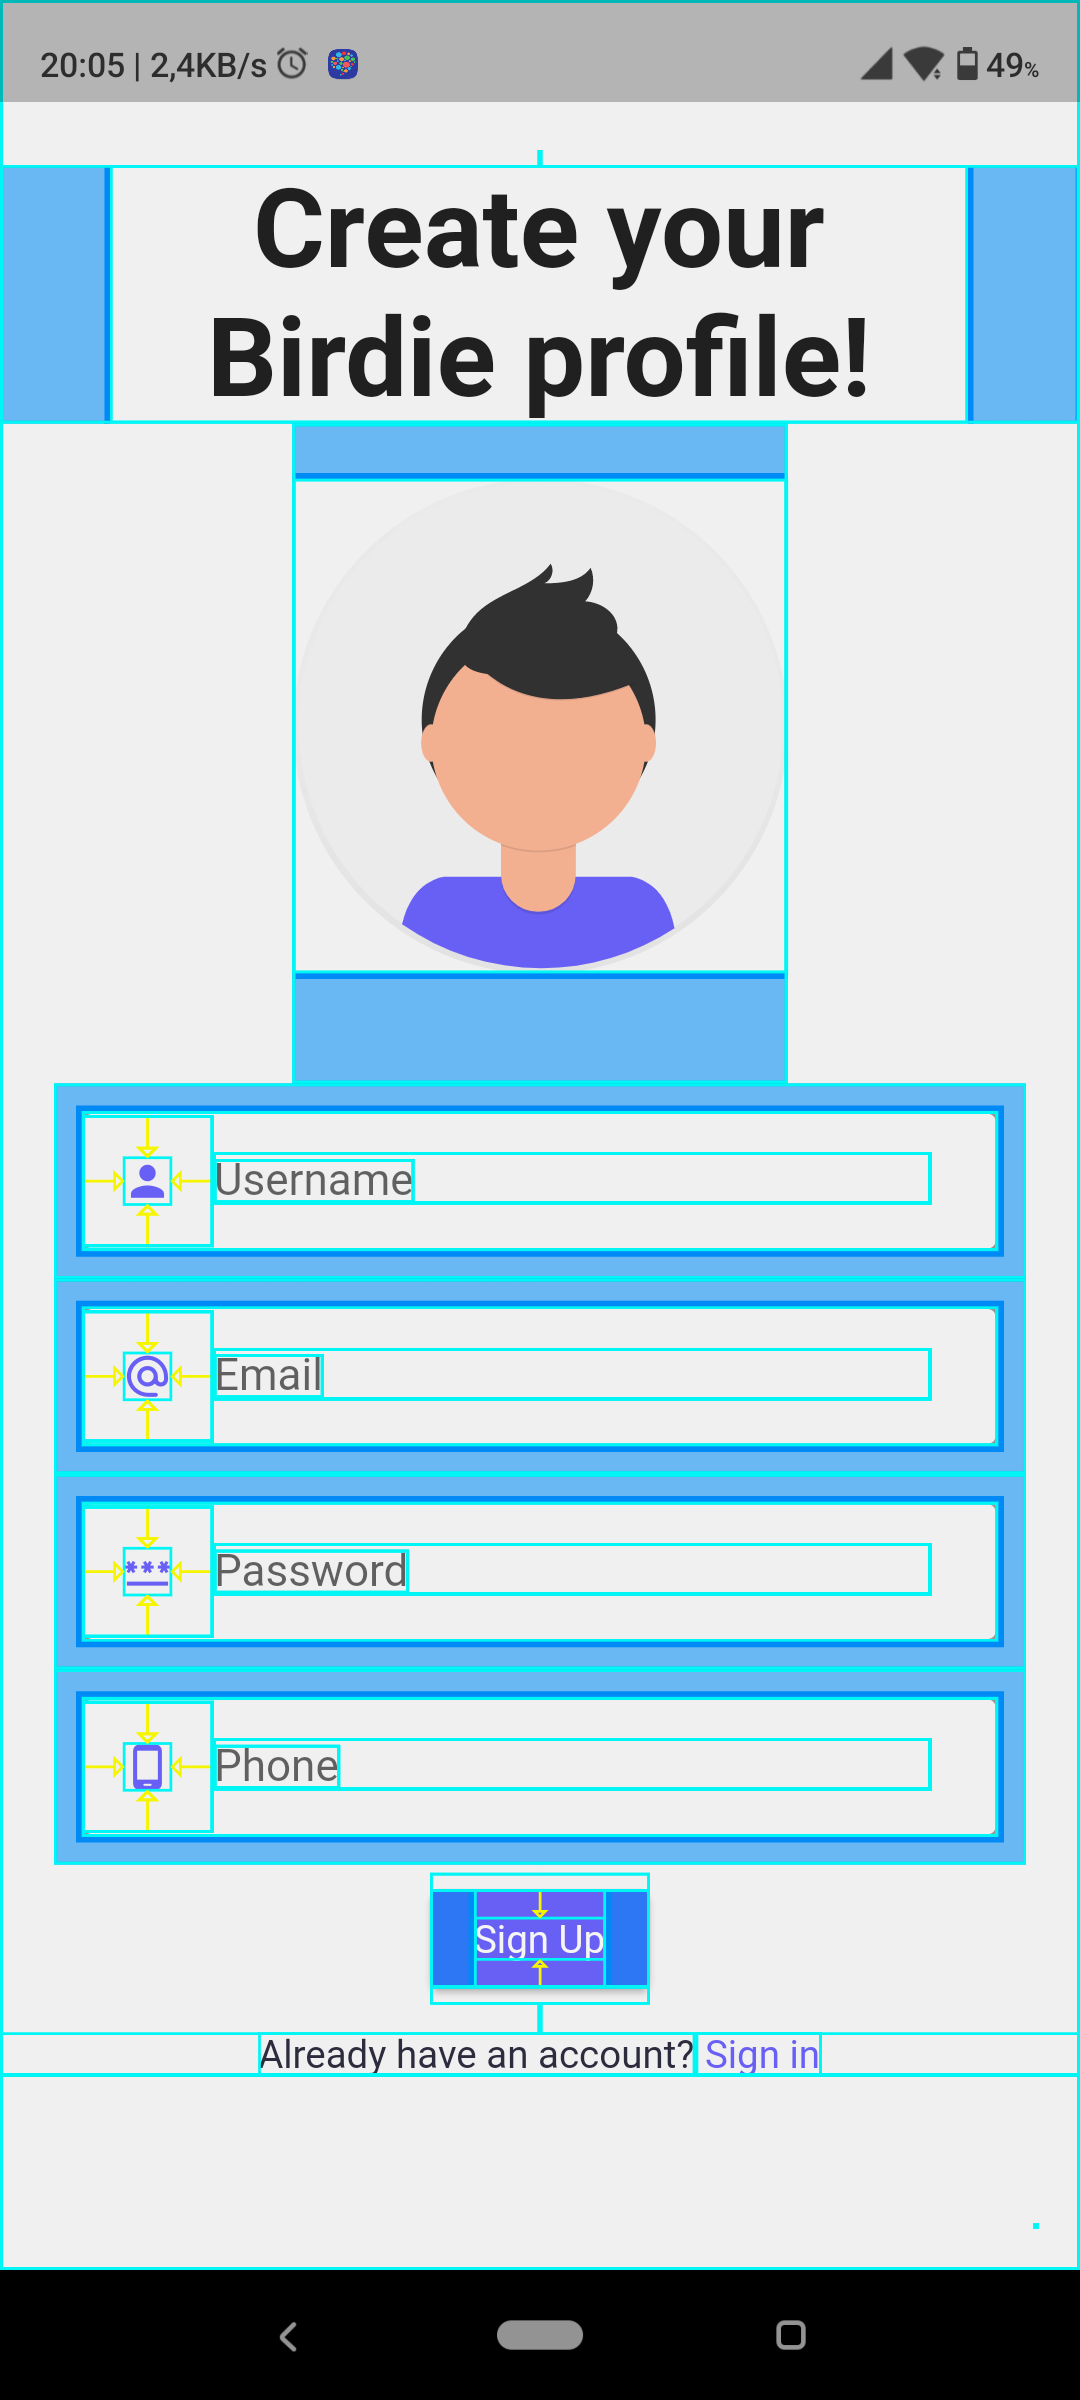 20:05 | 2,4KB/s 49%
Create your
Birdie profile!
Username
Email
Password
Phone
Sign Up
Already have an account? Sign in